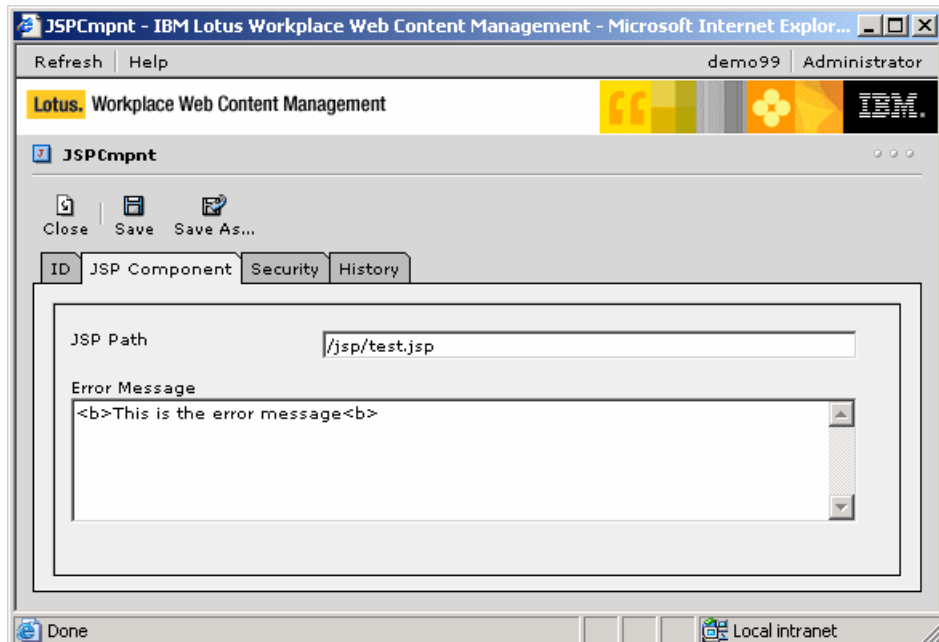 JSPCmpnt - IBM Lotus Workplace Web Content Management - Microsoft Internet Explor...
Refresh Help demo99 Administrator
Lotus. Workplace Web Content Management IBM.
JSPCmpnt
Close Save Save As...
ID JSP Component Security History
JSP Path /jsp/test.jsp
Error Message
<b>This is the error message<b>
Done Local intranet